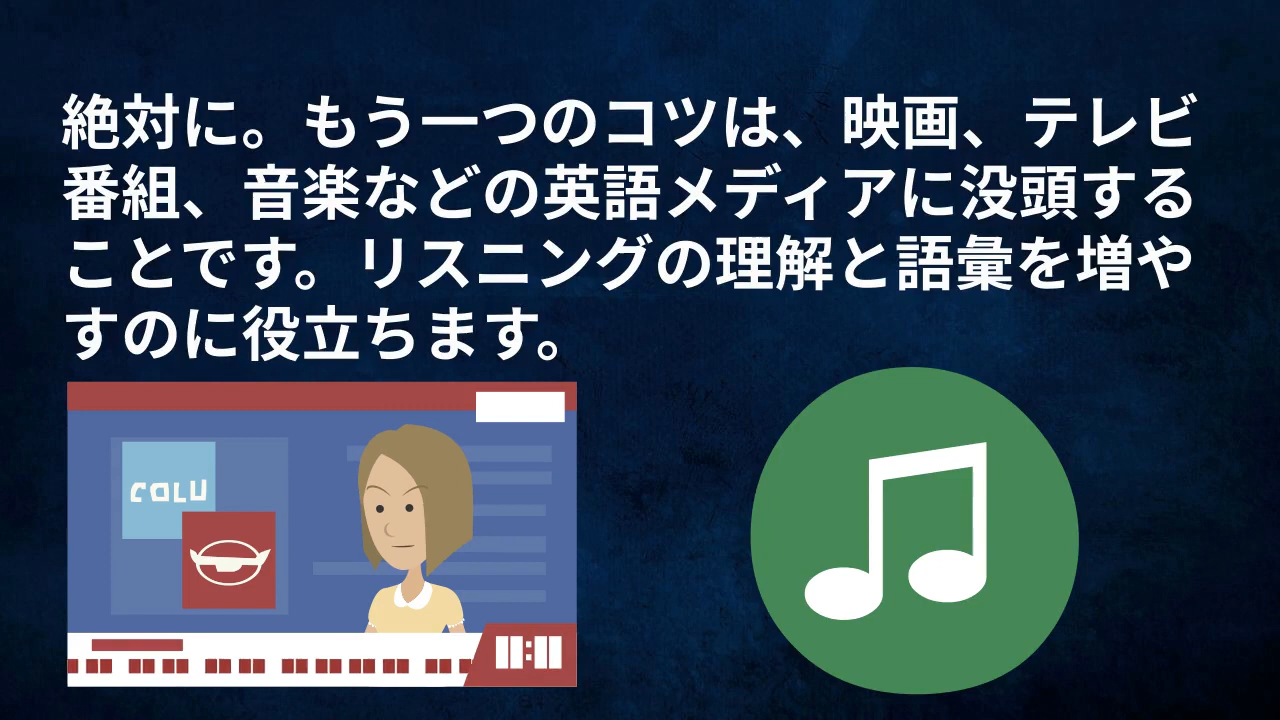 絶対に。もう一つのコツは、映画、テレビ
番組、音楽などの英語メディアに没頭する
ことです。リスニングの理解と語彙を増や
すのに役立ちます。
COLU